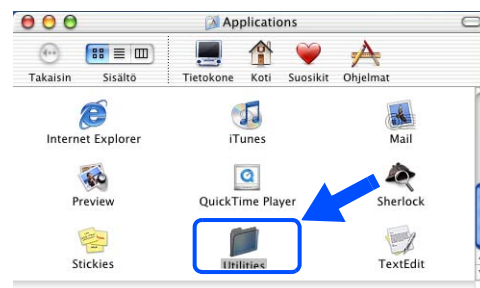 Applications
Takaisin Sisältö Tietokone Koti Suosikit Ohjelmat
Internet Explorer iTunes Mail
Preview QuickTime Player Sherlock
Stickies Utilities TextEdit